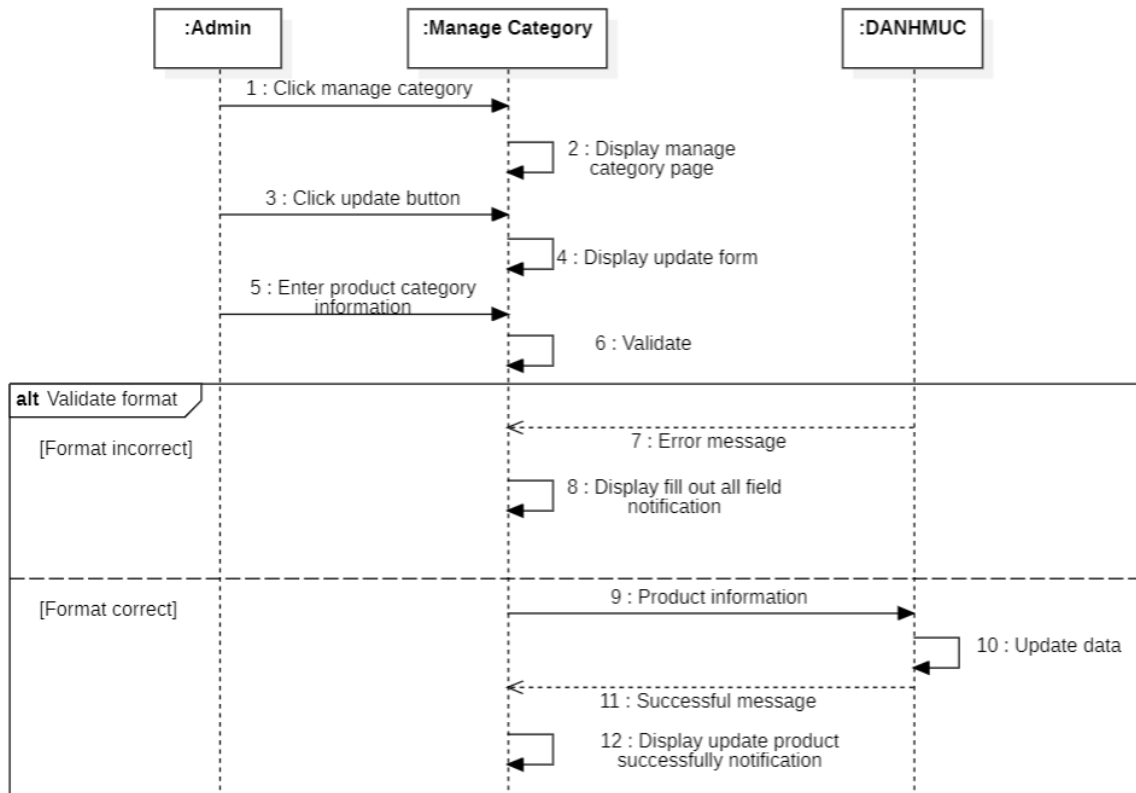 :Admin
:Manage Category
:DANHMUC
1 : Click manage category
2 : Display manage
category page
3 : Click update button
4 : Display update form
5 : Enter product category
information
6 : Validate
alt Validate format
[Format incorrect]
7 : Error message
8 : Display fill out all field
notification
[Format correct]
9 : Product information
10 : Update data
11 : Successful message
12 : Display update product
successfully notification